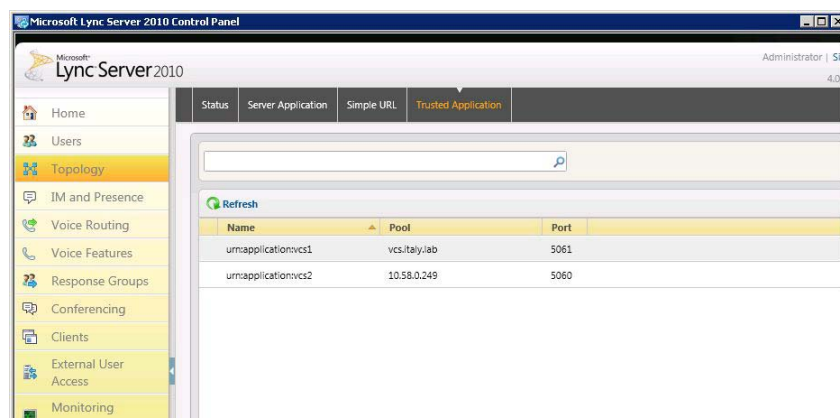 Microsoft Lync Server 2010 Control Panel
Microsoft
Lync Server 2010
Administrator | Si
4.0
Home
Users
Topology
IM and Presence
Voice Routing
Voice Features
Response Groups
Conferencing
Clients
External User
Access
Monitoring
Status Server Application Simple URL Trusted Application
Refresh
Name Pool Port
urn:application:vcs1 vcs.italy.lab 5061
urn:application:vcs2 10.58.0.249 5060